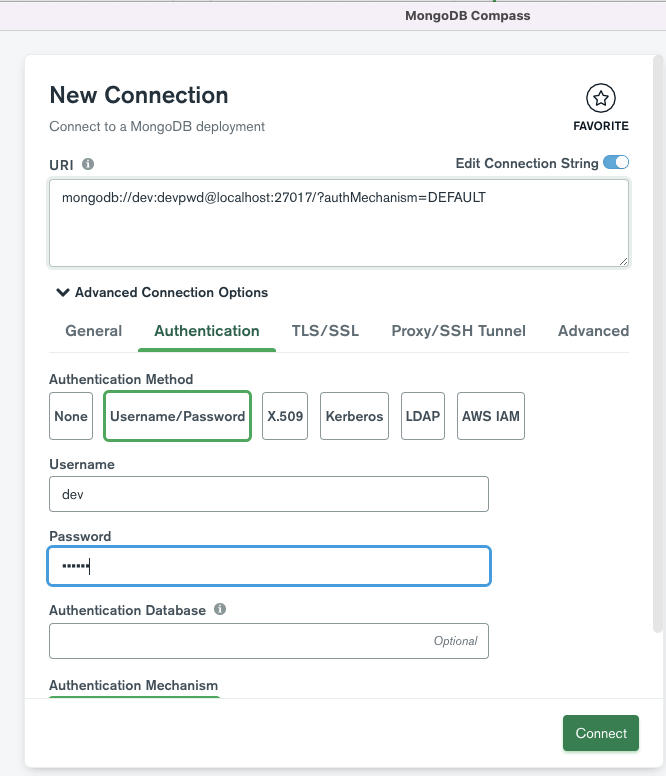 MongoDB Compass
New Connection
Connect to a MongoDB deployment
FAVORITE
URI
Edit Connection String
mongodb://dev:devpwd@localhost:27017/?authMechanism=DEFAULT
Advanced Connection Options
General Authentication TLS/SSL Proxy/SSH Tunnel Advanced
Authentication Method
None Username/Password X.509 Kerberos LDAP AWS IAM
Username
dev
Password
••••••
Authentication Database
Optional
Authentication Mechanism
Connect